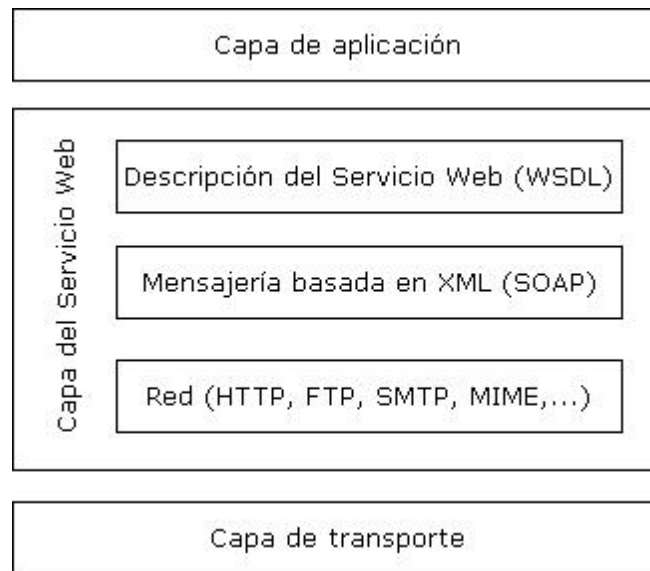 Capa de aplicación
Capa del Servicio Web
Descripción del Servicio Web (WSDL)
Mensajería basada en XML (SOAP)
Red (HTTP, FTP, SMTP, MIME,...)
Capa de transporte